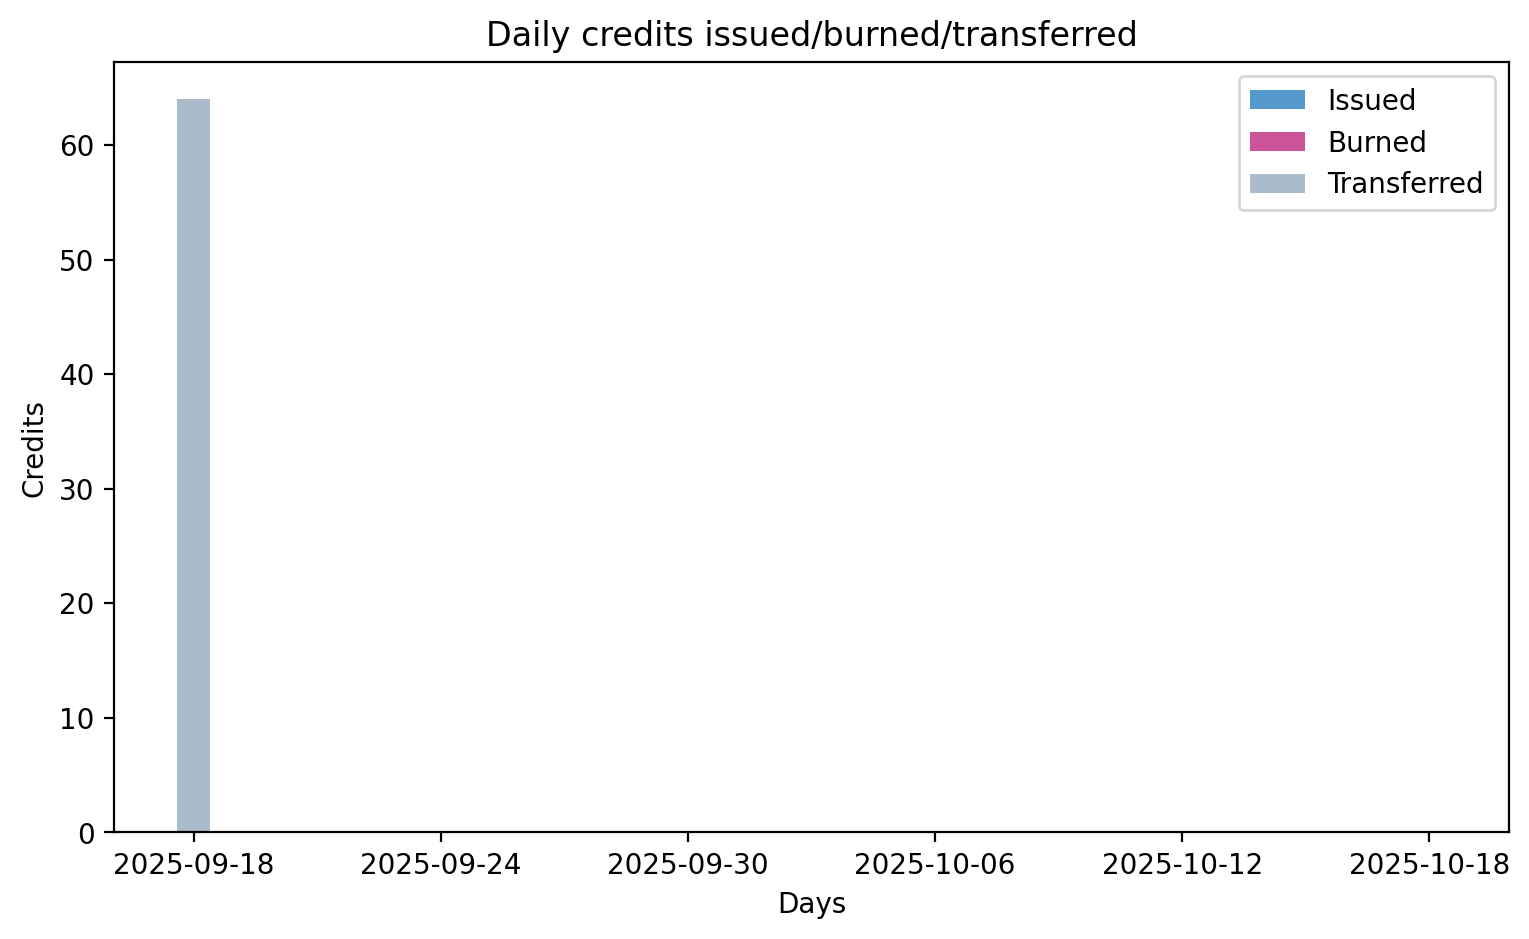 Daily credits issued/burned/transferred
Issued
Burned
Transferred
60
50
40
30
20
10
0
Credits
2025-09-18 2025-09-24 2025-09-30 2025-10-06 2025-10-12 2025-10-18
Days